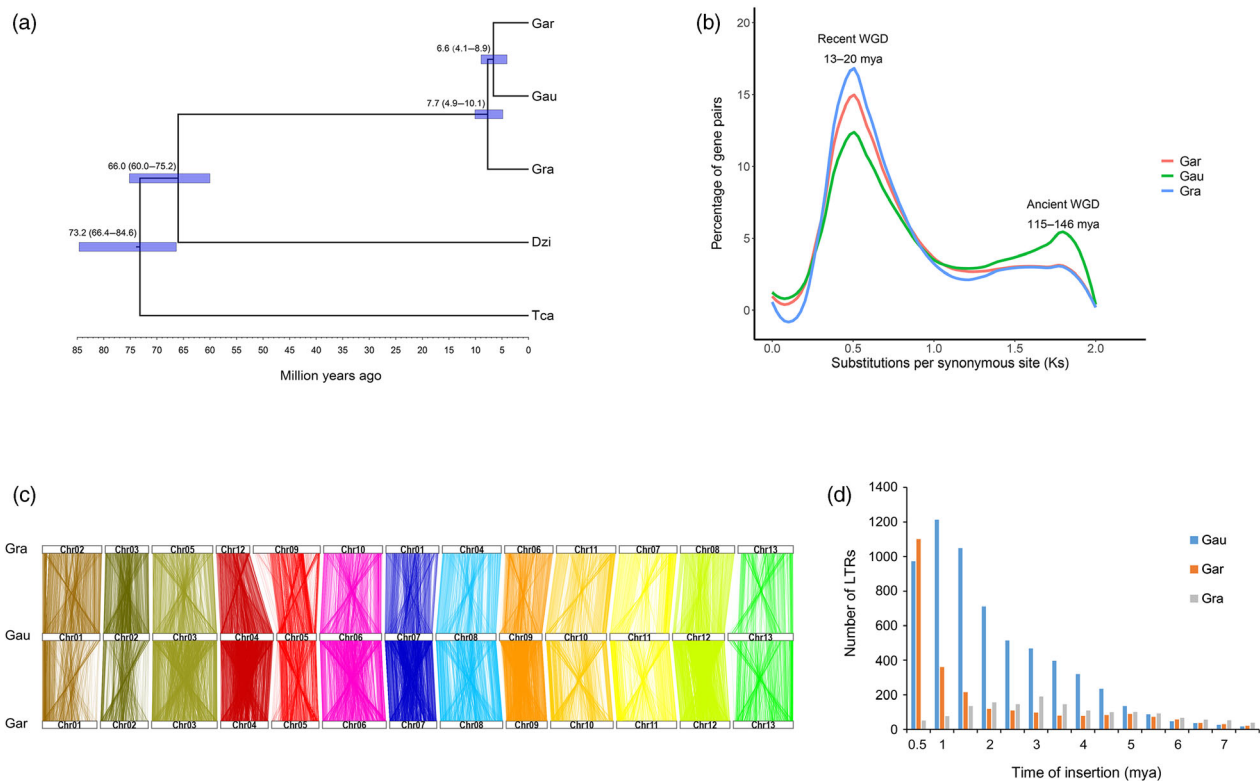 (a)
Gar
6.6 (4.1–8.9)
Gau
7.7 (4.9–10.1)
Gra
66.0 (60.0–75.2)
Dzi
73.2 (66.4–84.6)
Tca
85 80 75 70 65 60 55 50 45 40 35 30 25 20 15 10 5 0
Million years ago
(b)
Percentage of gene pairs
20
15
10
5
0
Recent WGD
13–20 mya
Ancient WGD
115–146 mya
Gar
Gau
Gra
0.0 0.5 1.0 1.5 2.0
Substitutions per synonymous site (Ks)
(c)
Gra
Chr02 Chr03 Chr05 Chr12 Chr09 Chr10 Chr01 Chr04 Chr06 Chr11 Chr07 Chr08 Chr13
Gau
Chr01 Chr02 Chr03 Chr04 Chr05 Chr06 Chr07 Chr08 Chr09 Chr10 Chr11 Chr12 Chr13
Gar
Chr01 Chr02 Chr03 Chr04 Chr05 Chr06 Chr07 Chr08 Chr09 Chr10 Chr11 Chr12 Chr13
(d)
Number of LTRs
1400
1200
1000
800
600
400
200
0
Gau
Gar
Gra
0.5 1 2 3 4 5 6 7
Time of insertion (mya)